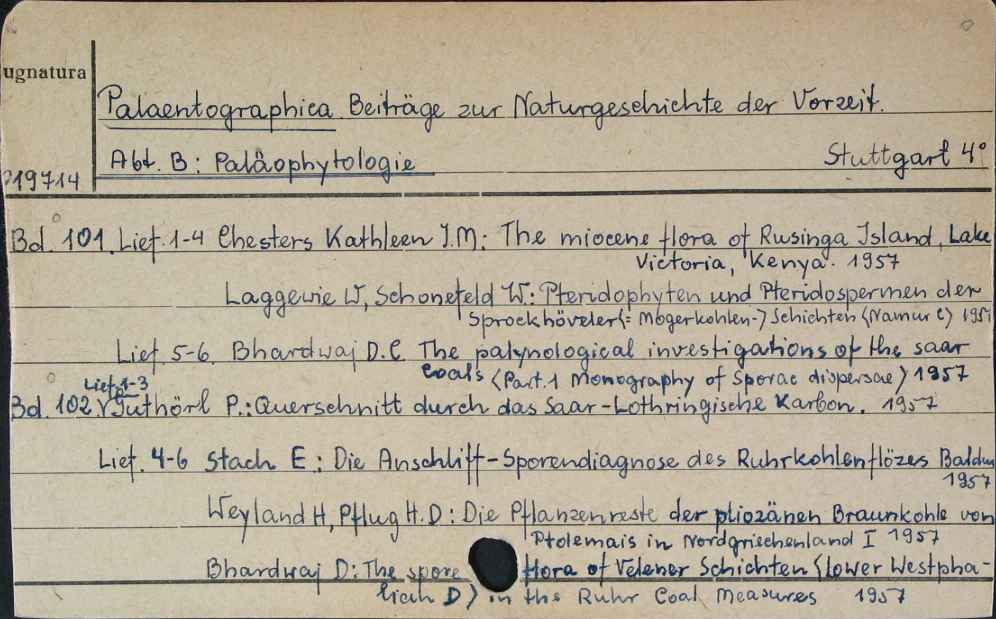 ugnatura
Palaentographica Beiträge zur Naturgeschichte der Vorzeit.
Abt. B: Paläophytologie Stuttgart 4°
19714
Bd. 101. Lief. 1-4 Chesters Kathleen I.M: The miocene flora of Rusinga Island, Lake
Victoria, Kenya. 1957
Laggewie W, Schonefeld W: Pteridophyten und Pteridospermen der
Sprockhöveler (= Magerkohlen-) Schichten (Namur C) 1957
Lief 5-6. Bhardwaj D.C. The palynological investigations of the saar
coals (Part. 1 Monography of Sporae dispersae) 1957
Lief. 1-3
Bd. 102 Guthörl P.: Querschnitt durch das Saar-Lothringische Karbon. 1957
Lief. 4-6 Stach E.: Die Anschliff-Sporendiagnose des Ruhrkohlenflözes Baldur
1957
Weyland H, Pflug H.D: Die Pflanzenreste der pliozänen Braunkohle von
Ptolemais in Nordgriechenland I 1957
Bhardwaj D: The spore flora of Velener Schichten (Lower Westpha-
lian D) in the Ruhr Coal Measures 1957